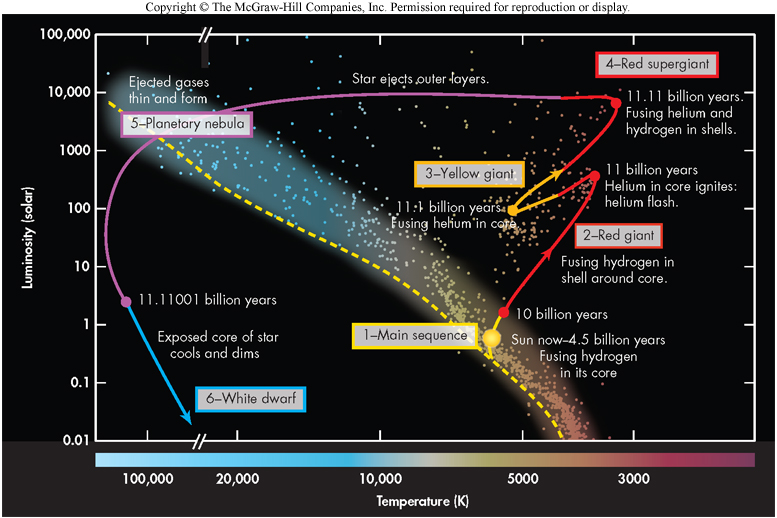 Copyright © The McGraw-Hill Companies, Inc. Permission required for reproduction or display.
100,000
10,000
1000
100
10
1
0.1
0.01
Luminosity (solar)
Ejected gases
thin and form
5–Planetary nebula
Star ejects outer layers.
4–Red supergiant
11.11 billion years.
Fusing helium and
hydrogen in shells.
3–Yellow giant
11 billion years
Helium in core ignites:
helium flash.
11.1 billion years
Fusing helium in core
2–Red giant
Fusing hydrogen in
shell around core.
11.11001 billion years
10 billion years
Exposed core of star
cools and dims
1–Main sequence
Sun now–4.5 billion years
Fusing hydrogen
in its core
6–White dwarf
100,000
20,000
10,000
5000
3000
Temperature (K)